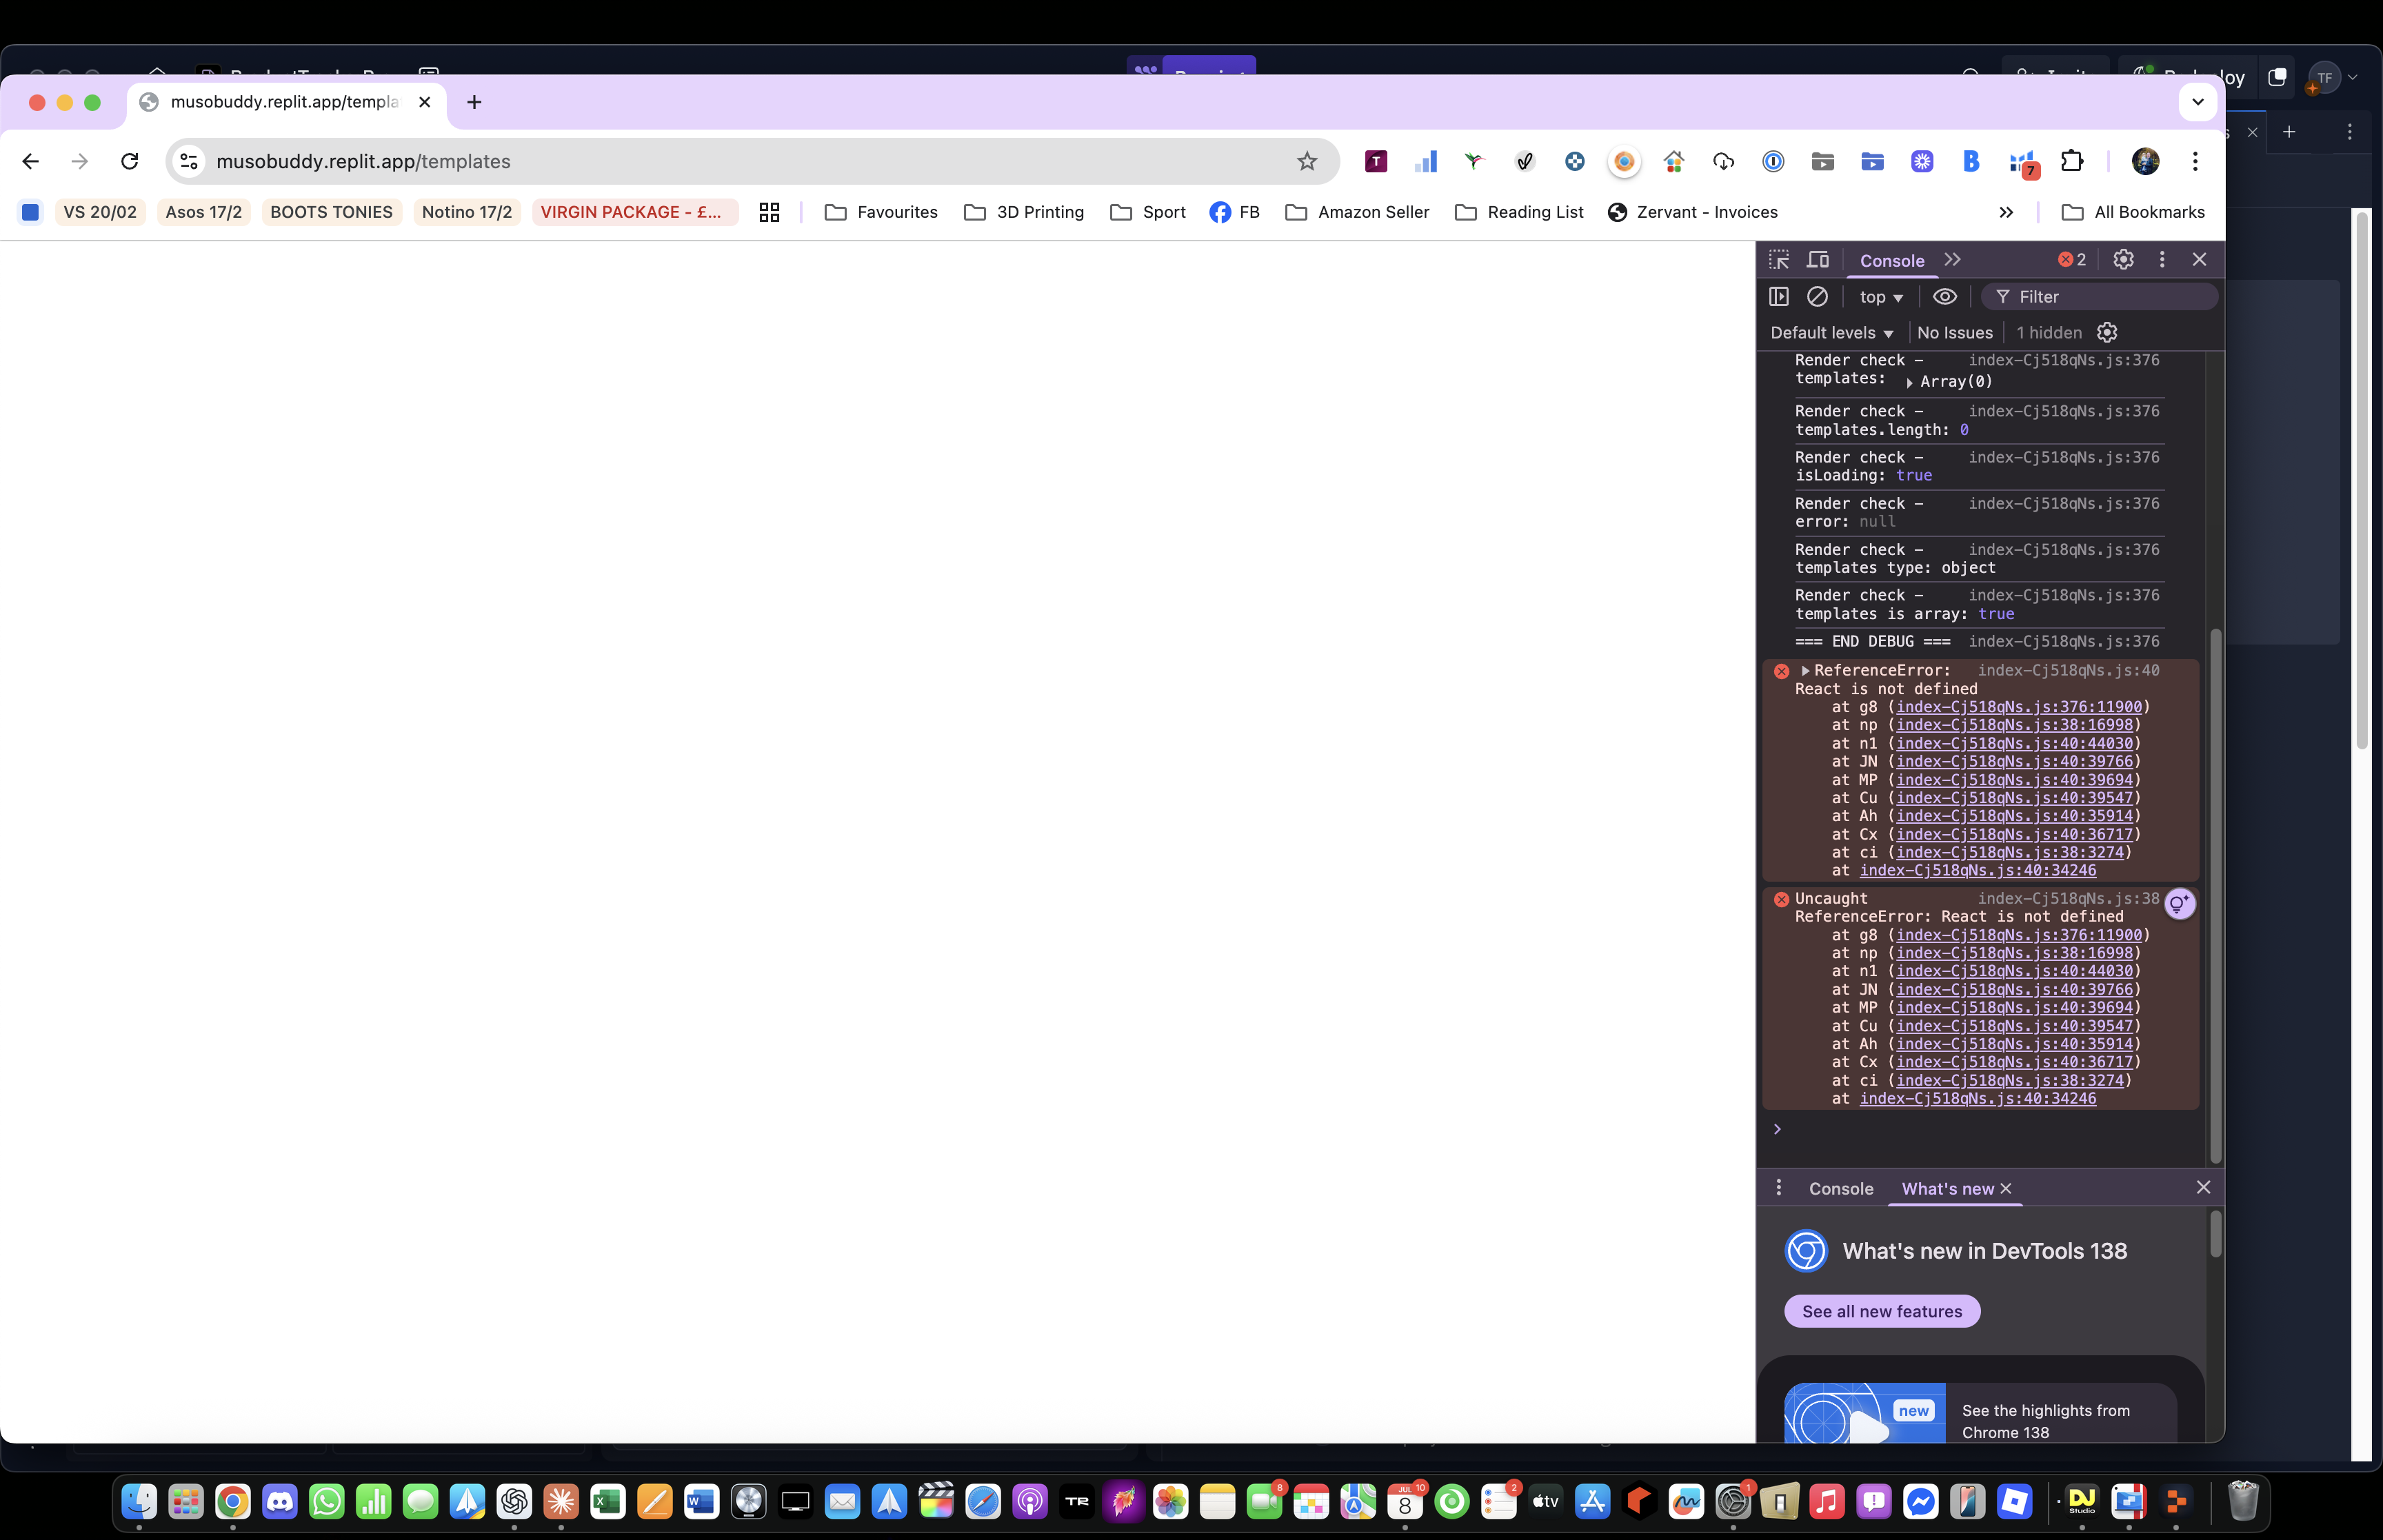 TF
musobuddy.replit.app/templa
musobuddy.replit.app/templates
7
VS 20/02
Asos 17/2
BOOTS TONIES
Notino 17/2
VIRGIN PACKAGE - £...
Favourites
3D Printing
Sport
FB
Amazon Seller
Reading List
Zervant - Invoices
All Bookmarks
Console
2
top
Filter
Default levels
No Issues
1 hidden
Render check – index-Cj518qNs.js:376
templates: Array(0)
Render check – index-Cj518qNs.js:376
templates.length: 0
Render check – index-Cj518qNs.js:376
isLoading: true
Render check – index-Cj518qNs.js:376
error: null
Render check – index-Cj518qNs.js:376
templates type: object
Render check – index-Cj518qNs.js:376
templates is array: true
=== END DEBUG === index-Cj518qNs.js:376
ReferenceError: index-Cj518qNs.js:40
React is not defined
at g8 (index-Cj518qNs.js:376:11900)
at np (index-Cj518qNs.js:38:16998)
at n1 (index-Cj518qNs.js:40:44030)
at JN (index-Cj518qNs.js:40:39766)
at MP (index-Cj518qNs.js:40:39694)
at Cu (index-Cj518qNs.js:40:39547)
at Ah (index-Cj518qNs.js:40:35914)
at Cx (index-Cj518qNs.js:40:36717)
at ci (index-Cj518qNs.js:38:3274)
at index-Cj518qNs.js:40:34246
Uncaught index-Cj518qNs.js:38
ReferenceError: React is not defined
at g8 (index-Cj518qNs.js:376:11900)
at np (index-Cj518qNs.js:38:16998)
at n1 (index-Cj518qNs.js:40:44030)
at JN (index-Cj518qNs.js:40:39766)
at MP (index-Cj518qNs.js:40:39694)
at Cu (index-Cj518qNs.js:40:39547)
at Ah (index-Cj518qNs.js:40:35914)
at Cx (index-Cj518qNs.js:40:36717)
at ci (index-Cj518qNs.js:38:3274)
at index-Cj518qNs.js:40:34246
Console
What's new
What's new in DevTools 138
See all new features
new
See the highlights from
Chrome 138
TR
8
JUL
8
10
2
tv
1
DJ
Studio